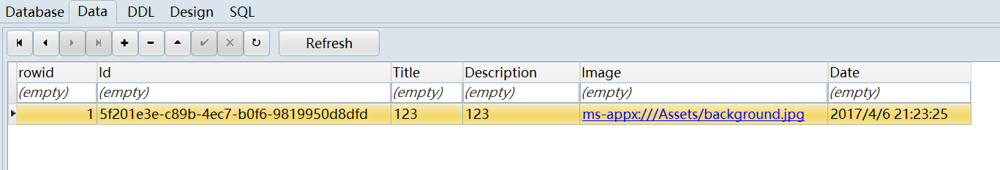 Database Data DDL Design SQL
Refresh
rowid Id Title Description Image Date
(empty) (empty) (empty) (empty) (empty) (empty)
1 5f201e3e-c89b-4ec7-b0f6-9819950d8dfd 123 123 ms-appx:///Assets/background.jpg 2017/4/6 21:23:25